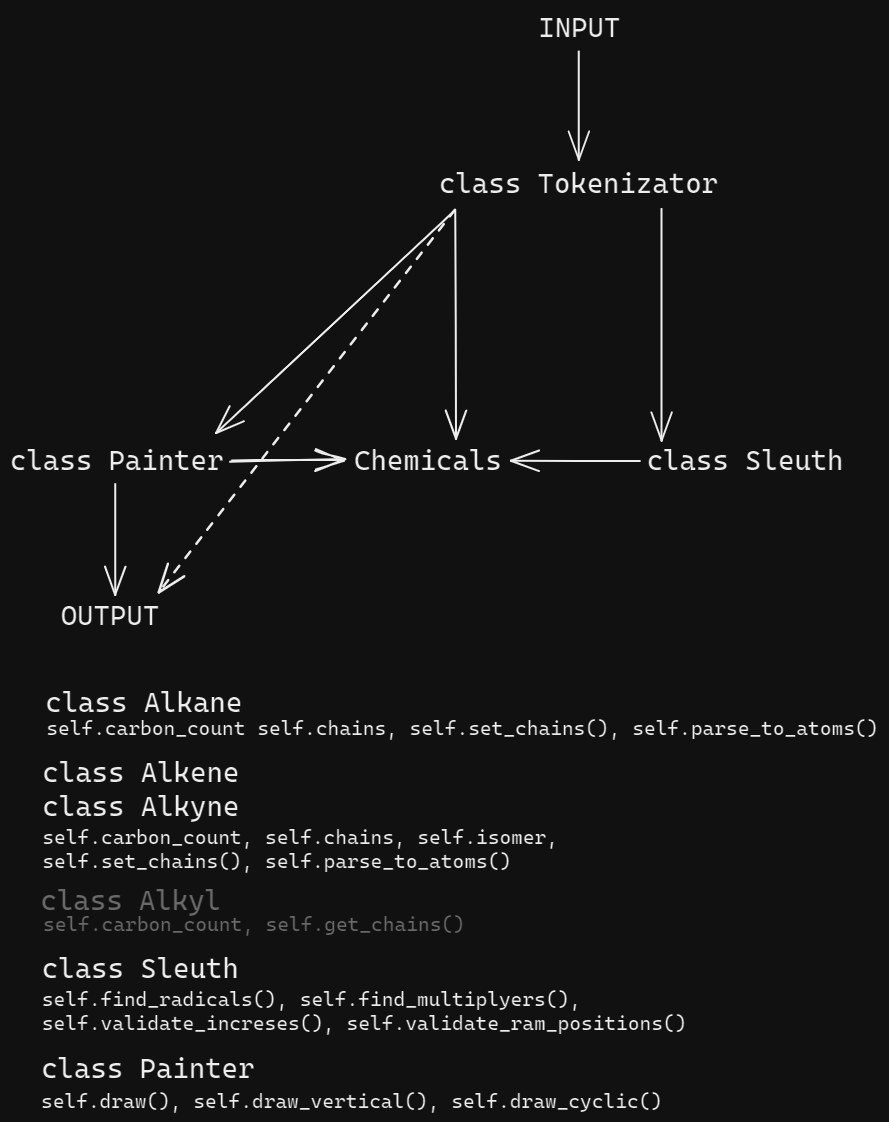 INPUT
class Tokenizator
class Painter
Chemicals
class Sleuth
OUTPUT
class Alkane
self.carbon_count self.chains, self.set_chains(), self.parse_to_atoms()
class Alkene
class Alkyne
self.carbon_count, self.chains, self.isomer,
self.set_chains(), self.parse_to_atoms()
class Alkyl
self.carbon_count, self.get_chains()
class Sleuth
self.find_radicals(), self.find_multiplyers(),
self.validate_increses(), self.validate_ram_positions()
class Painter
self.draw(), self.draw_vertical(), self.draw_cyclic()